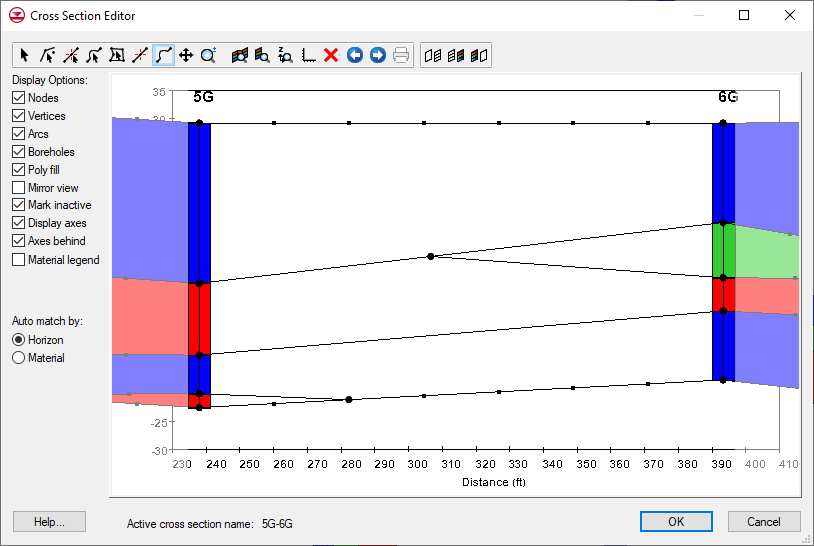 Cross Section Editor
Display Options:
Nodes
Vertices
Arcs
Boreholes
Poly fill
Mirror view
Mark inactive
Display axes
Axes behind
Material legend
Auto match by:
Horizon
Material
35
30
5G
6G
-25
-30
230 240 250 260 270 280 290 300 310 320 330 340 350 360 370 380 390 400 410
Distance (ft)
Help...
Active cross section name: 5G-6G
OK
Cancel